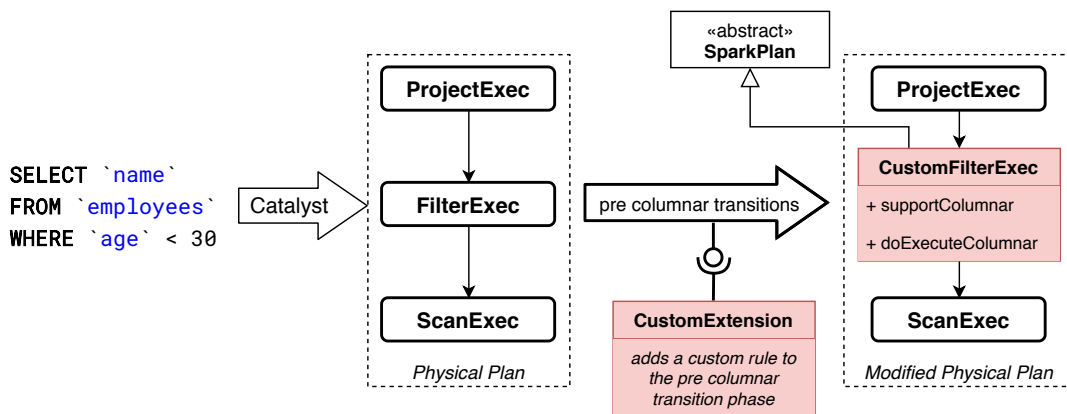 SELECT `name`
FROM `employees`
WHERE `age` < 30
Catalyst
ProjectExec
FilterExec
ScanExec
Physical Plan
pre columnar transitions
CustomExtension
adds a custom rule to
the pre columnar
transition phase
«abstract»
SparkPlan
ProjectExec
CustomFilterExec
+ supportColumnar
+ doExecuteColumnar
ScanExec
Modified Physical Plan